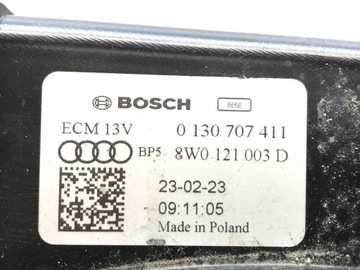 BOSCH 865E
ECM 13V 0 130 707 411
BP5 8W0 121 003 D
23-02-23
09:11:05
Made in Poland